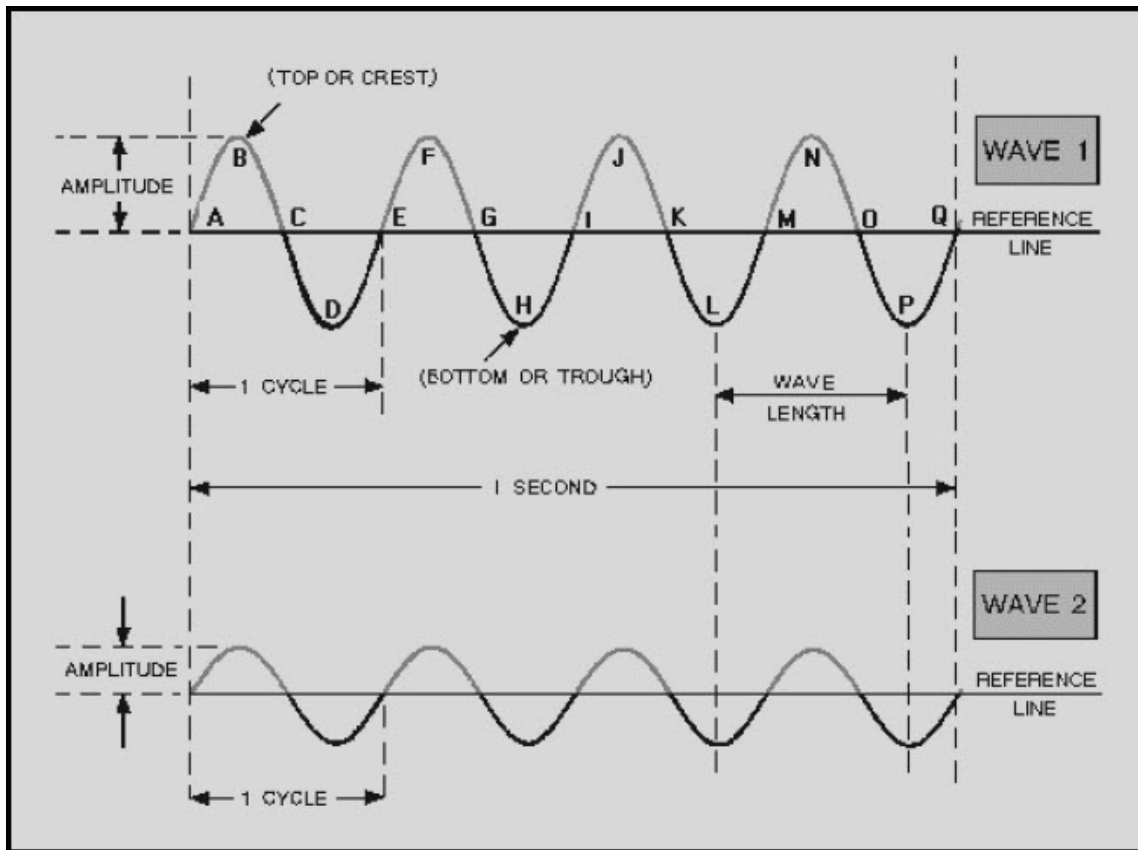 (TOP OR CREST)
WAVE 1
AMPLITUDE
A
B
C
D
E
F
G
H
I
J
K
L
M
N
O
P
Q
REFERENCE
LINE
(BOTTOM OR TROUGH)
1 CYCLE
WAVE
LENGTH
1 SECOND
WAVE 2
AMPLITUDE
REFERENCE
LINE
1 CYCLE